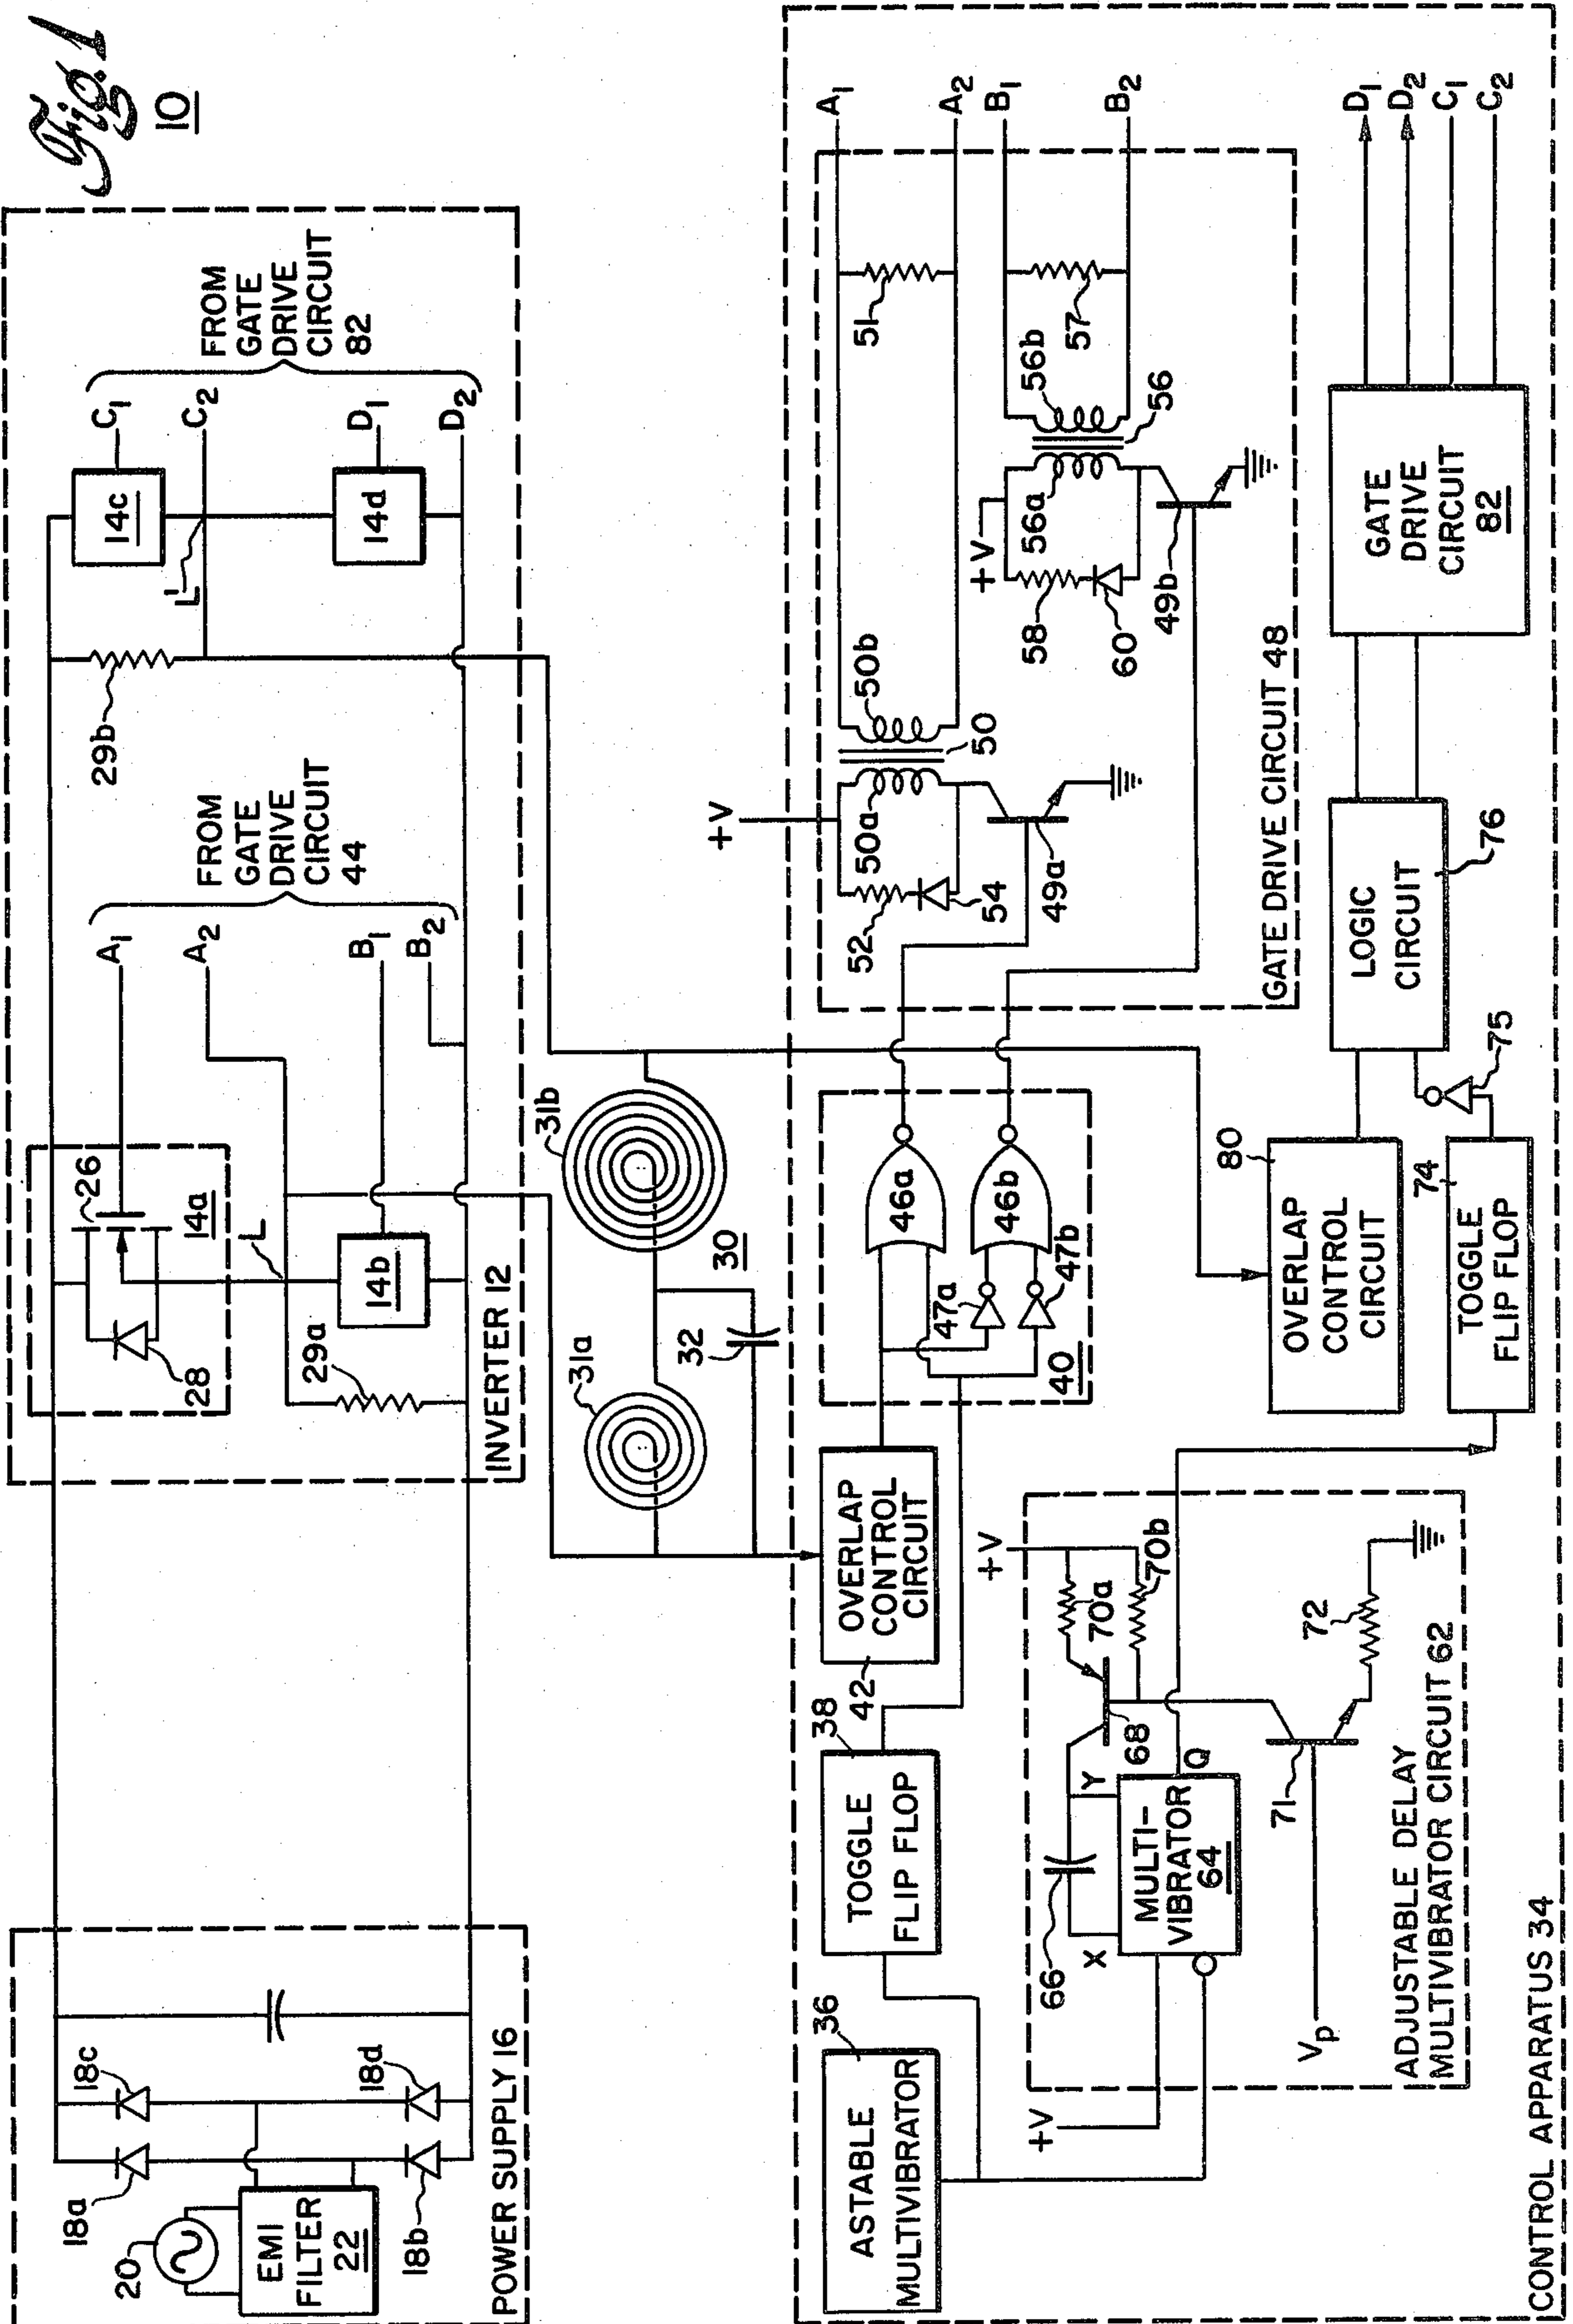 Fig. 1
10
POWER SUPPLY 16
20
EMI
FILTER
22
18a
18b
18c
18d
INVERTER 12
14a
26
28
29a
L
14b
A1
A2
B1
B2
FROM
GATE
DRIVE
CIRCUIT
44
29b
L'
14c
14d
C1
C2
D1
D2
FROM
GATE
DRIVE
CIRCUIT
82
30
31a
31b
32
CONTROL APPARATUS 34
36
ASTABLE
MULTIVIBRATOR
38
TOGGLE
FLIP FLOP
42
OVERLAP
CONTROL
CIRCUIT
40
46a
46b
47a
47b
GATE DRIVE CIRCUIT 48
+V
52
54
50a
50b
50
49a
51
+V
58
60
56a
56b
56
49b
57
A1
A2
B1
B2
ADJUSTABLE DELAY
MULTIVIBRATOR CIRCUIT 62
+V
66
X
Y
MULTI-
VIBRATOR
64
Q
68
70a
70b
+V
71
72
Vp
74
TOGGLE
FLIP FLOP
75
80
OVERLAP
CONTROL
CIRCUIT
LOGIC
CIRCUIT
76
GATE
DRIVE
CIRCUIT
82
D1
D2
C1
C2